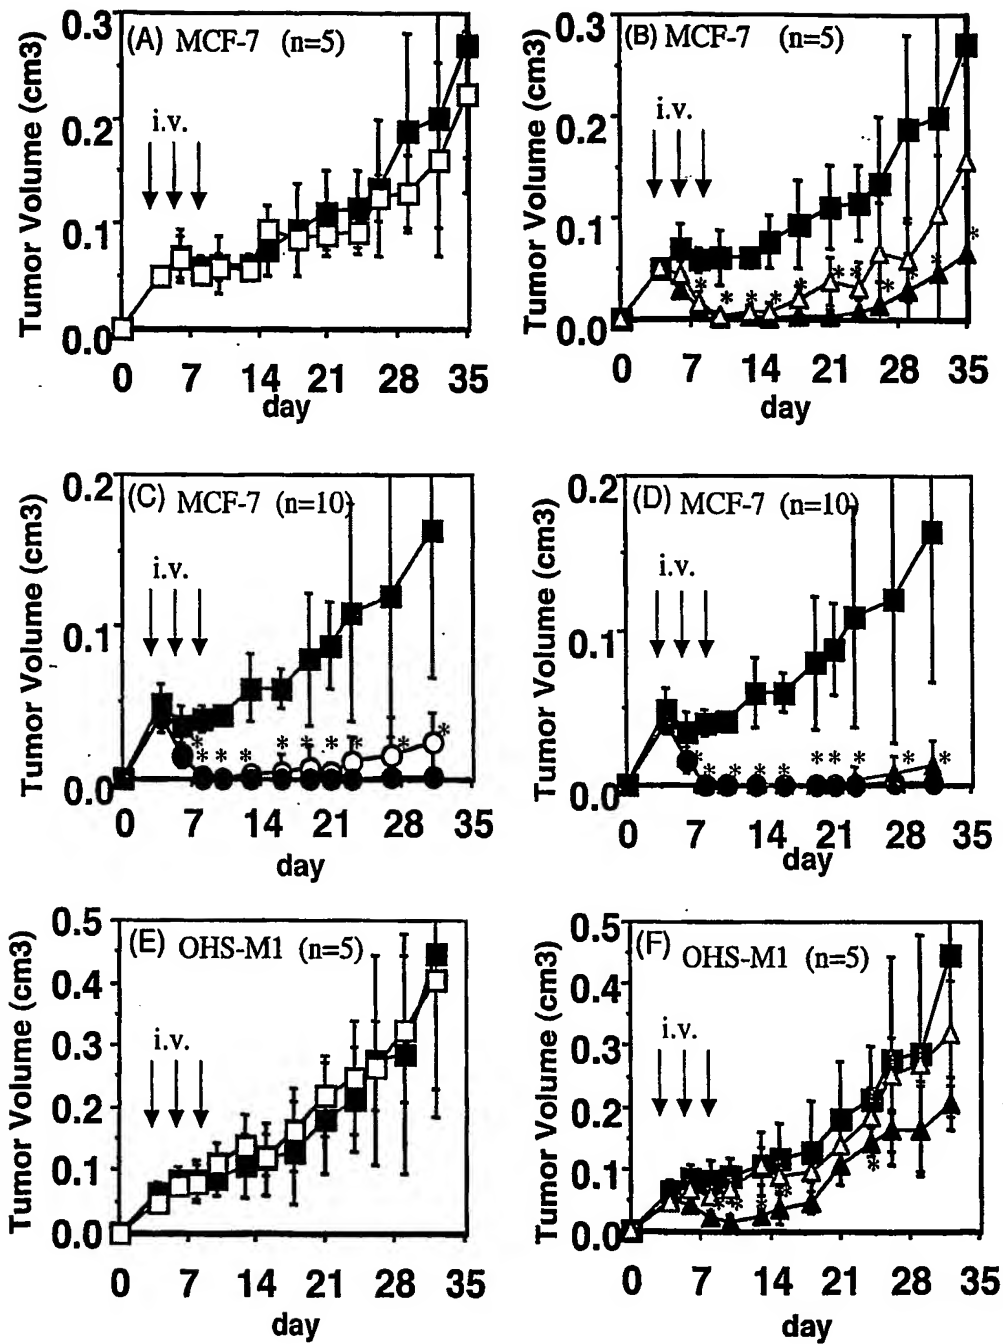 (A) MCF-7 (n=5)
Tumor Volume (cm3)
0.3
0.2
0.1
0.0
i.v.
0 7 14 21 28 35
day
(B) MCF-7 (n=5)
Tumor Volume (cm3)
0.3
0.2
0.1
0.0
i.v.
* * * * * * * * * * *
0 7 14 21 28 35
day
(C) MCF-7 (n=10)
Tumor Volume (cm3)
0.2
0.1
0.0
i.v.
* * * * * * * * * *
0 7 14 21 28 35
day
(D) MCF-7 (n=10)
Tumor Volume (cm3)
0.2
0.1
0.0
i.v.
* * * * * * * * * *
0 7 14 21 28 35
day
(E) OHS-M1 (n=5)
Tumor Volume (cm3)
0.5
0.4
0.3
0.2
0.1
0.0
i.v.
0 7 14 21 28 35
day
(F) OHS-M1 (n=5)
Tumor Volume (cm3)
0.5
0.4
0.3
0.2
0.1
0.0
i.v.
* * * * *
0 7 14 21 28 35
day